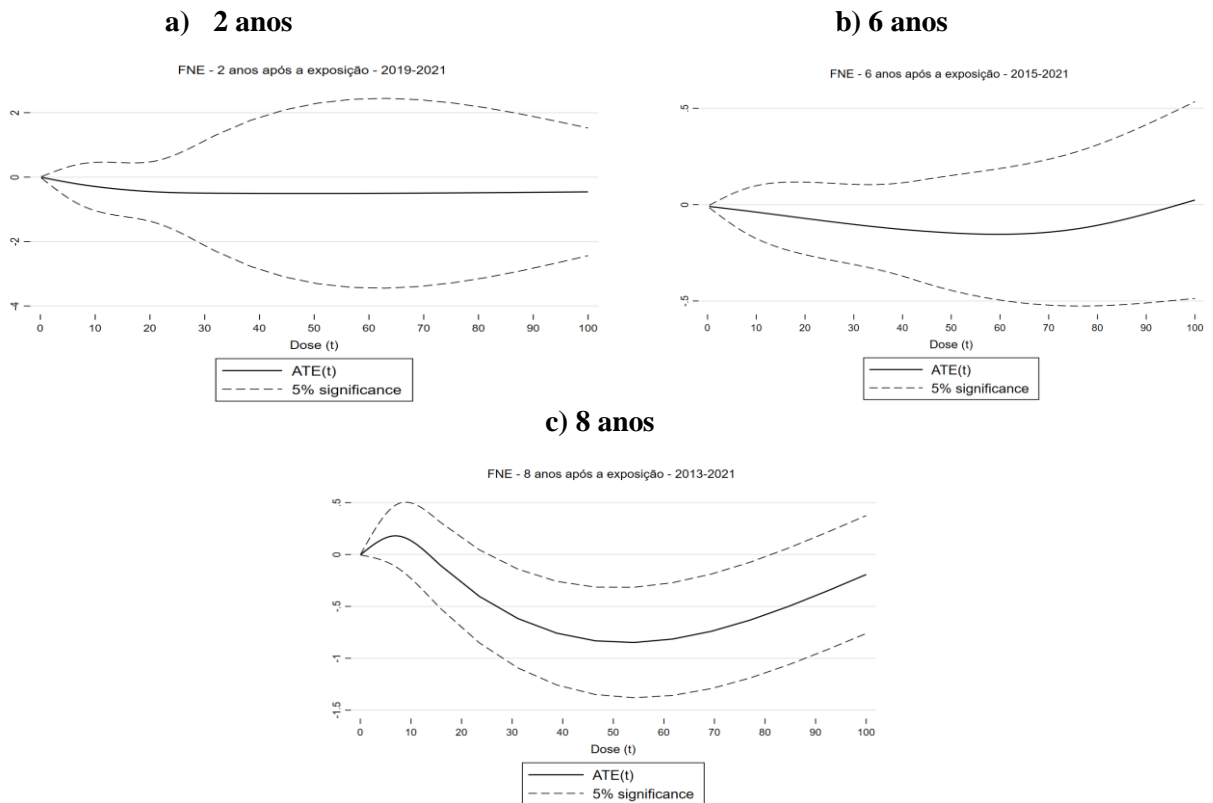 a) 2 anos
FNE - 2 anos após a exposição - 2019-2021
2
0
-2
-4
0 10 20 30 40 50 60 70 80 90 100
Dose (t)
ATE(t)
5% significance
b) 6 anos
FNE - 6 anos após a exposição - 2015-2021
.5
0
-.5
0 10 20 30 40 50 60 70 80 90 100
Dose (t)
ATE(t)
5% significance
c) 8 anos
FNE - 8 anos após a exposição - 2013-2021
.5
0
-.5
-1
-1.5
0 10 20 30 40 50 60 70 80 90 100
Dose (t)
ATE(t)
5% significance